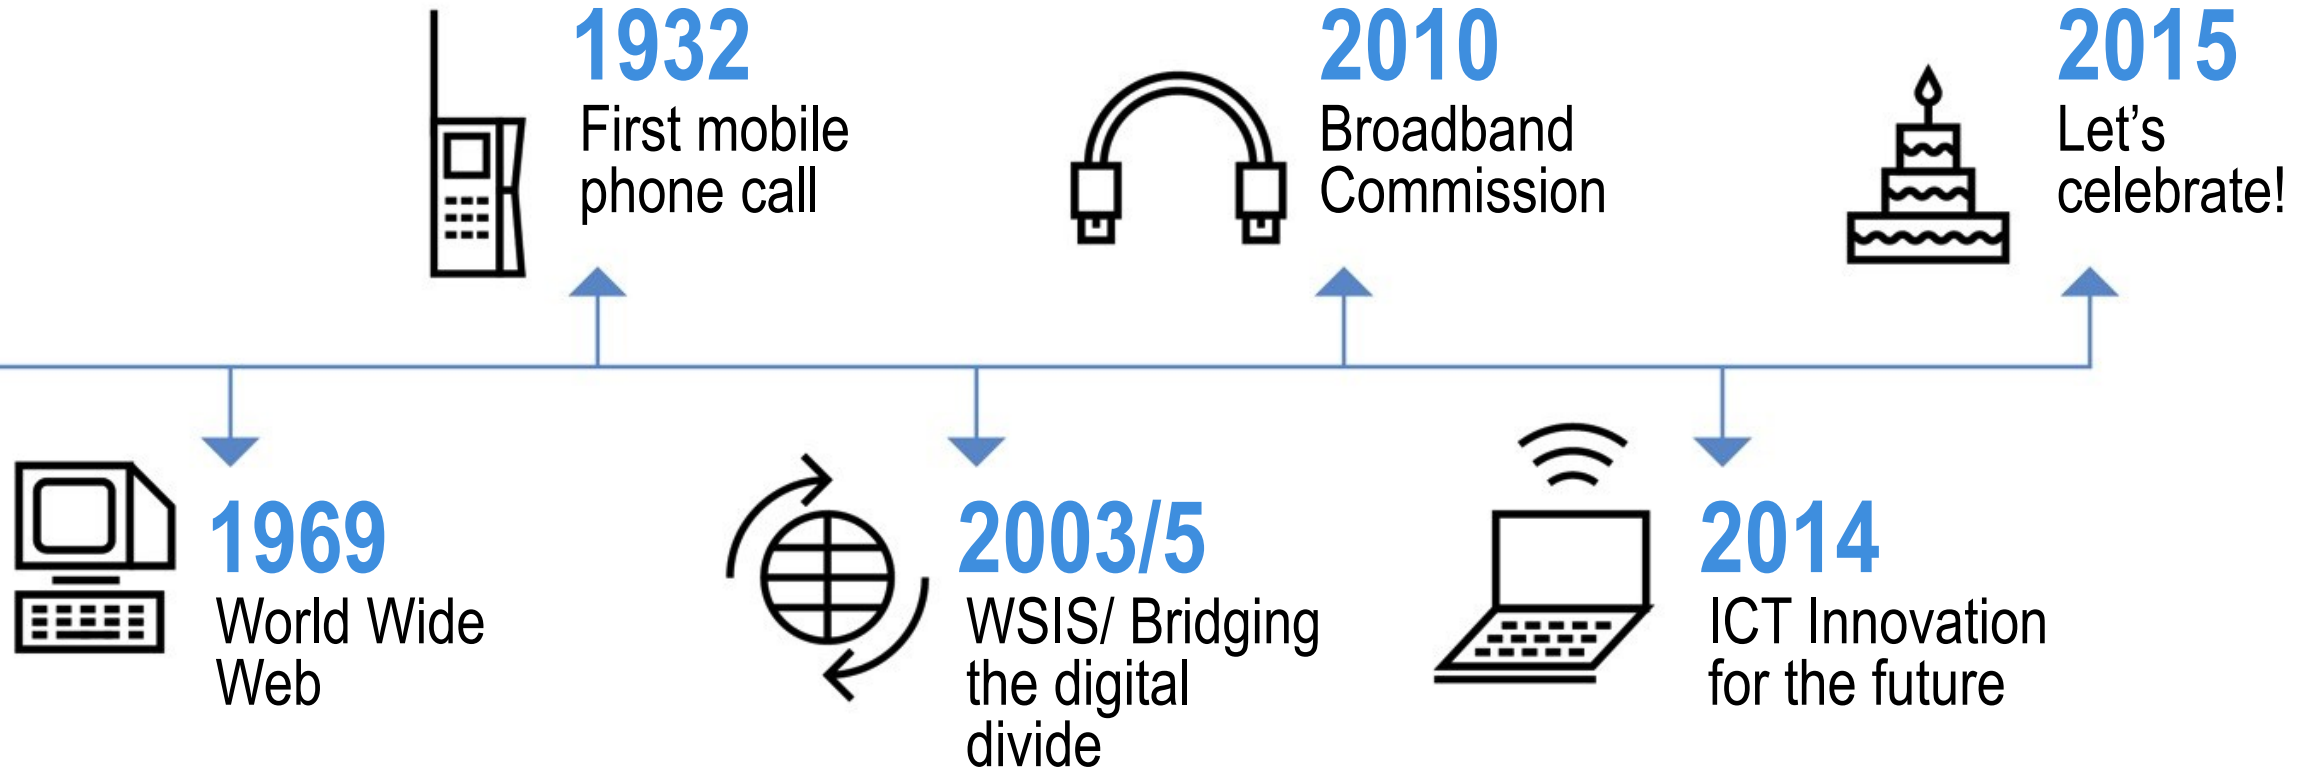 1932
First mobile
phone call
2010
Broadband
Commission
2015
Let's
celebrate!
1969
World Wide
Web
2003/5
WSIS/ Bridging
the digital
divide
2014
ICT Innovation
for the future